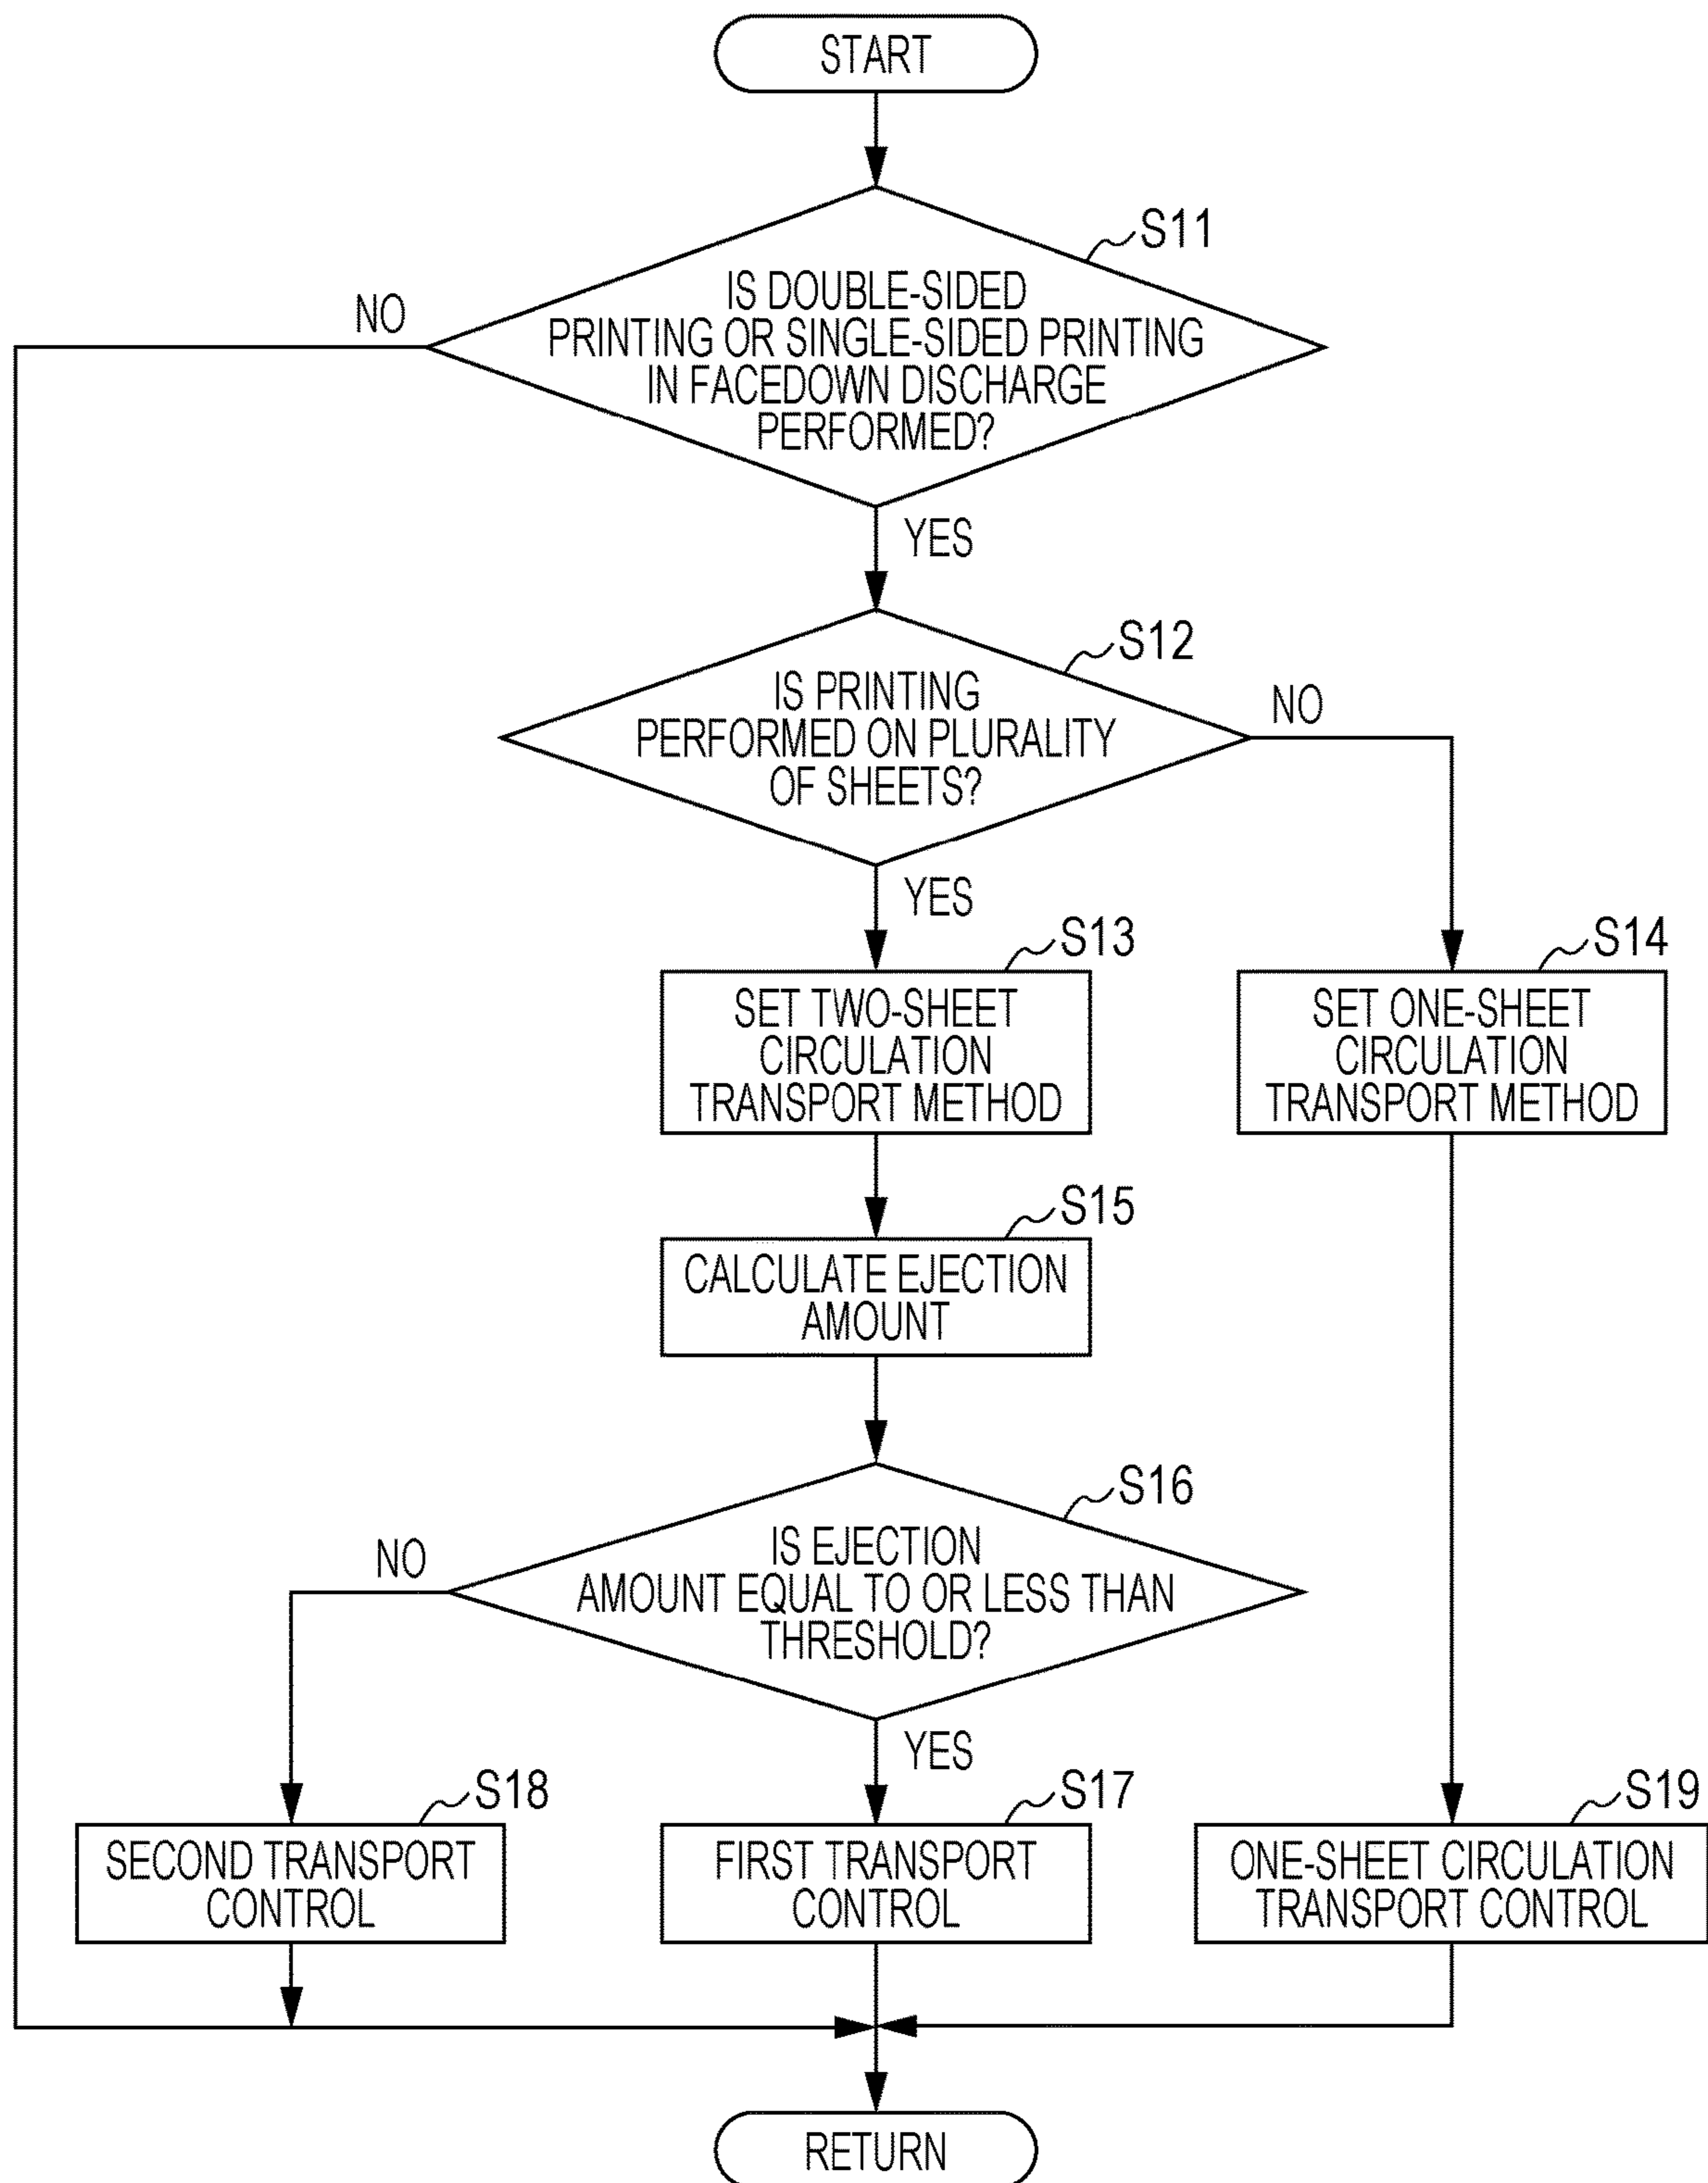 START
S11
IS DOUBLE-SIDED
PRINTING OR SINGLE-SIDED PRINTING
IN FACEDOWN DISCHARGE
PERFORMED?
NO
YES
S12
IS PRINTING
PERFORMED ON PLURALITY
OF SHEETS?
NO
YES
S13
SET TWO-SHEET
CIRCULATION
TRANSPORT METHOD
S14
SET ONE-SHEET
CIRCULATION
TRANSPORT METHOD
S15
CALCULATE EJECTION
AMOUNT
S16
IS EJECTION
AMOUNT EQUAL TO OR LESS THAN
THRESHOLD?
NO
YES
S18
SECOND TRANSPORT
CONTROL
S17
FIRST TRANSPORT
CONTROL
S19
ONE-SHEET CIRCULATION
TRANSPORT CONTROL
RETURN